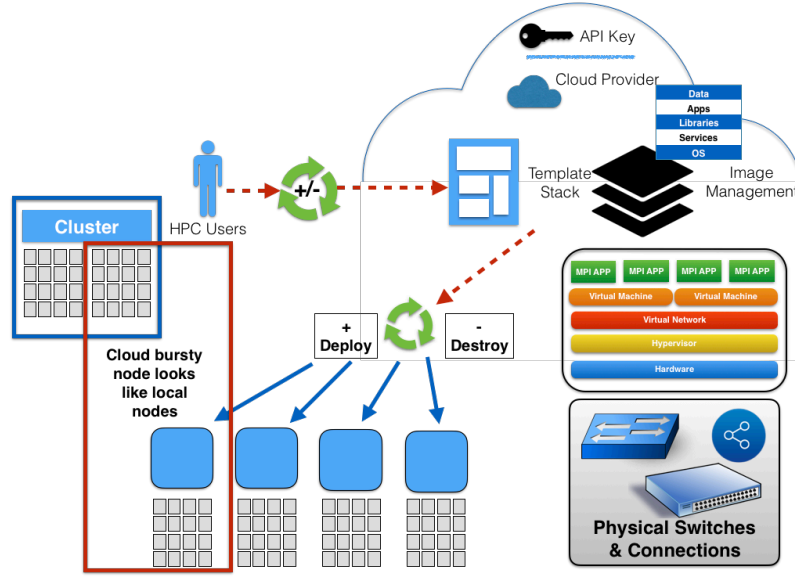 API Key
Cloud Provider
Data
Apps
Libraries
Services
OS
Template
Stack
Image
Management
+/-
HPC Users
Cluster
MPI APP
MPI APP
MPI APP
MPI APP
Virtual Machine
Virtual Machine
Virtual Network
Hypervisor
Hardware
+
Deploy
-
Destroy
Cloud bursty
node looks
like local
nodes
Physical Switches
& Connections